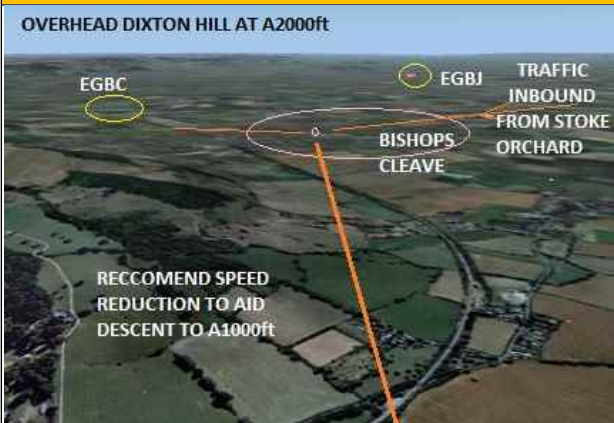 OVERHEAD DIXTON HILL AT A2000ft
EGBC
EGBJ
TRAFFIC
INBOUND
FROM STOKE
ORCHARD
BISHOPS
CLEAVE
RECCOMEND SPEED
REDUCTION TO AID
DESCENT TO A1000ft